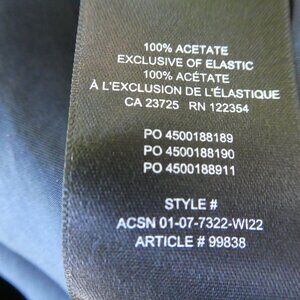 100% ACETATE
EXCLUSIVE OF ELASTIC
100% ACÉTATE
À L'EXCLUSION DE L'ÉLASTIQUE
CA 23725 RN 122354
PO 4500188189
PO 4500188190
PO 4500188911
STYLE #
ACSN 01-07-7322-WI22
ARTICLE # 99838